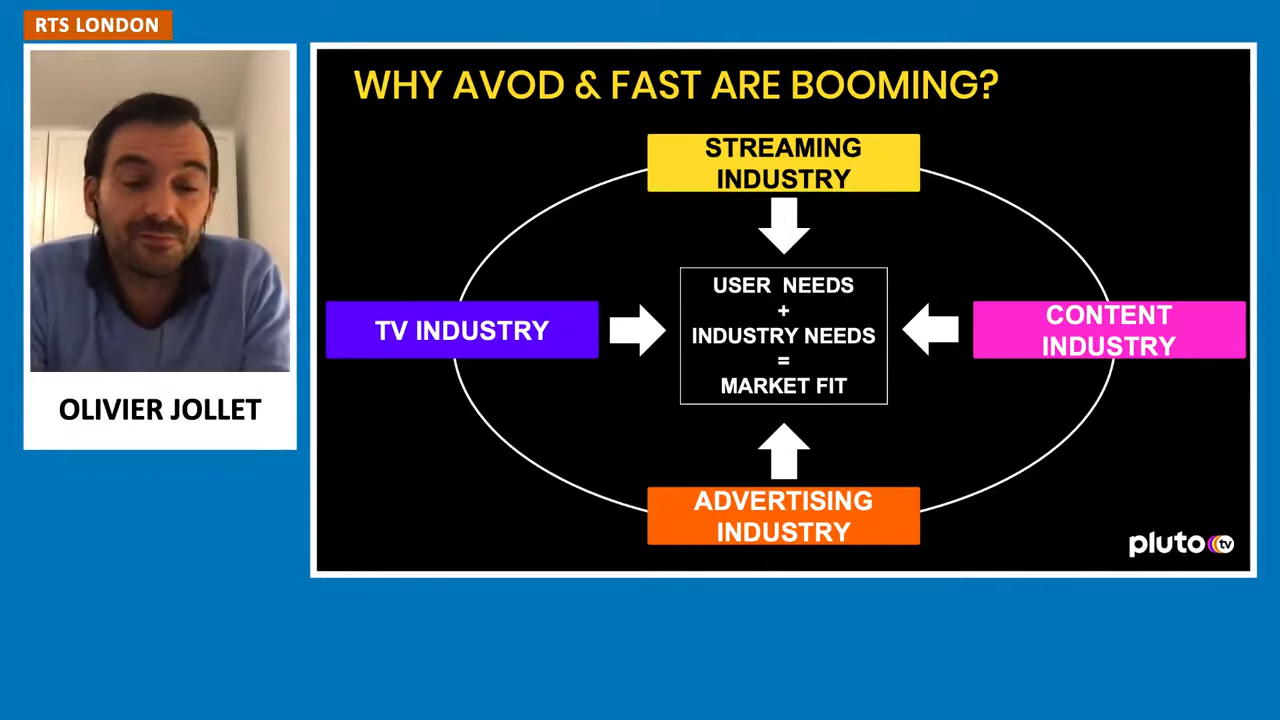 RTS LONDON
OLIVIER JOLLET
WHY AVOD & FAST ARE BOOMING?
STREAMING
INDUSTRY
USER NEEDS
+
INDUSTRY NEEDS
=
MARKET FIT
TV INDUSTRY
CONTENT
INDUSTRY
ADVERTISING
INDUSTRY
pluto tv